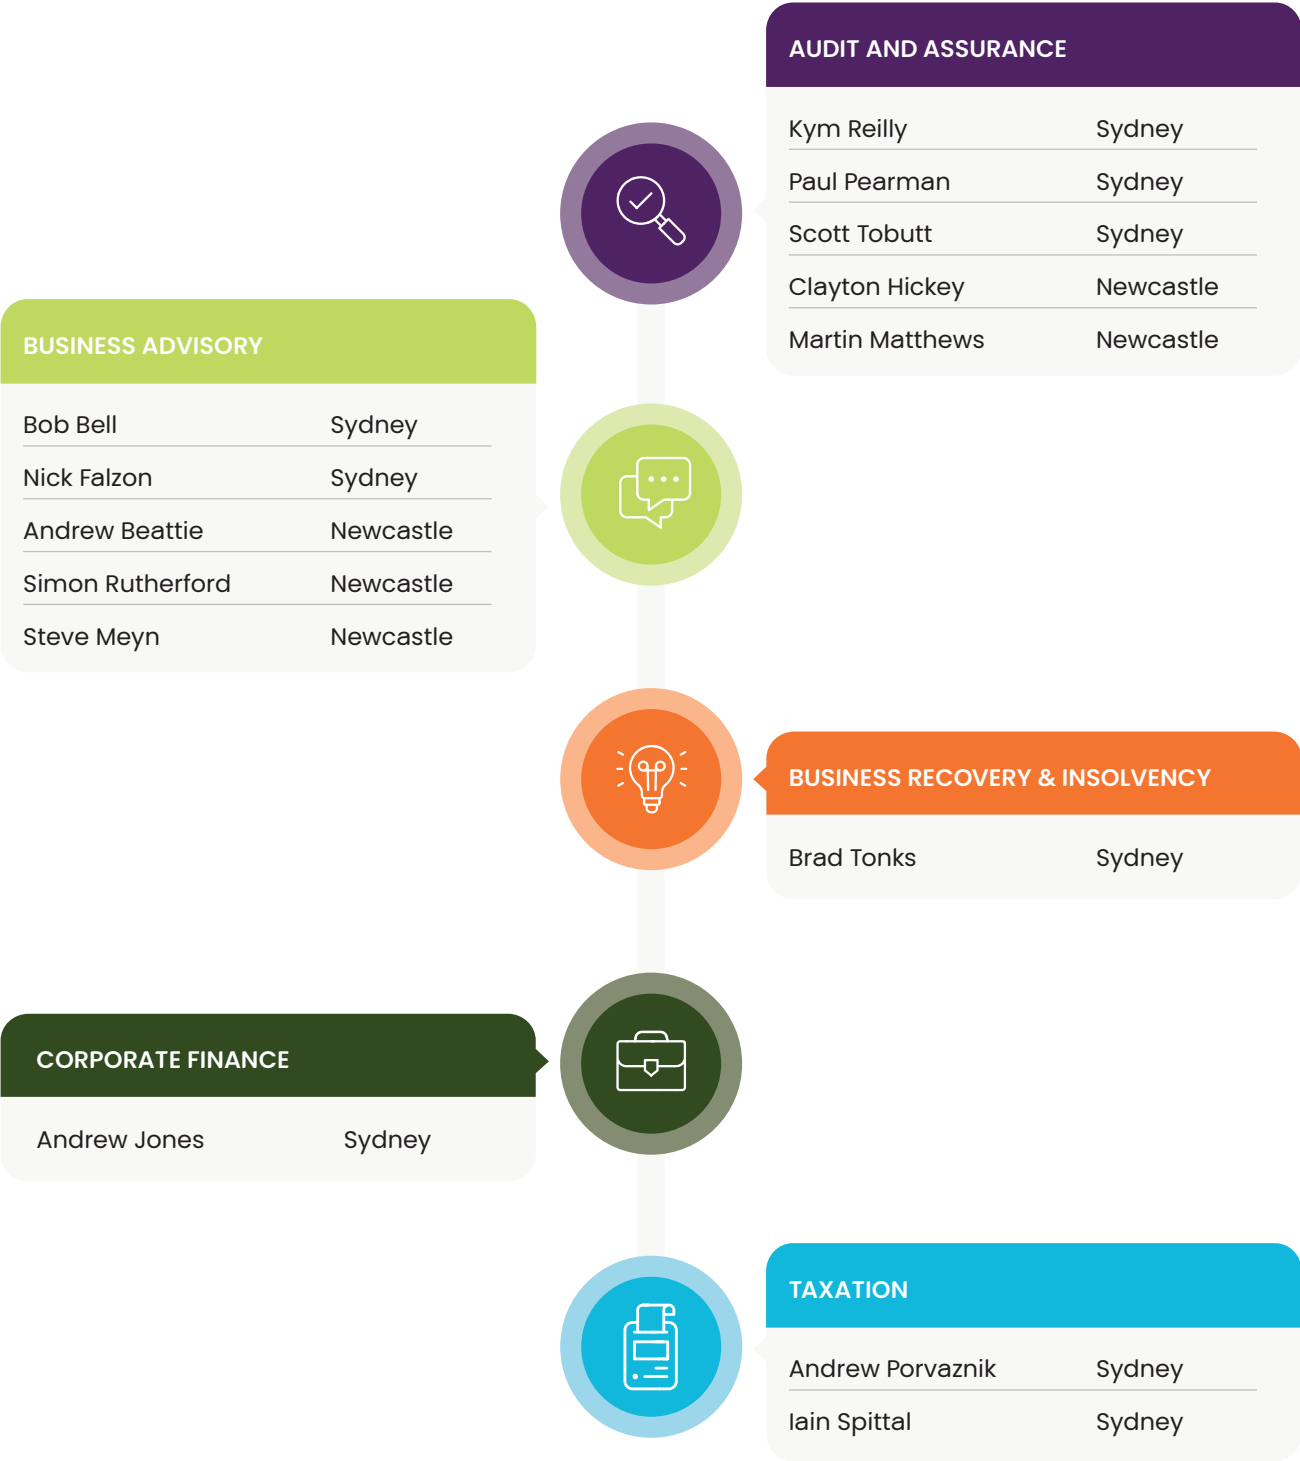 AUDIT AND ASSURANCE
Kym Reilly Sydney
Paul Pearman Sydney
Scott Tobutt Sydney
Clayton Hickey Newcastle
Martin Matthews Newcastle
BUSINESS ADVISORY
Bob Bell Sydney
Nick Falzon Sydney
Andrew Beattie Newcastle
Simon Rutherford Newcastle
Steve Meyn Newcastle
BUSINESS RECOVERY & INSOLVENCY
Brad Tonks Sydney
CORPORATE FINANCE
Andrew Jones Sydney
TAXATION
Andrew Porvaznik Sydney
Iain Spittal Sydney